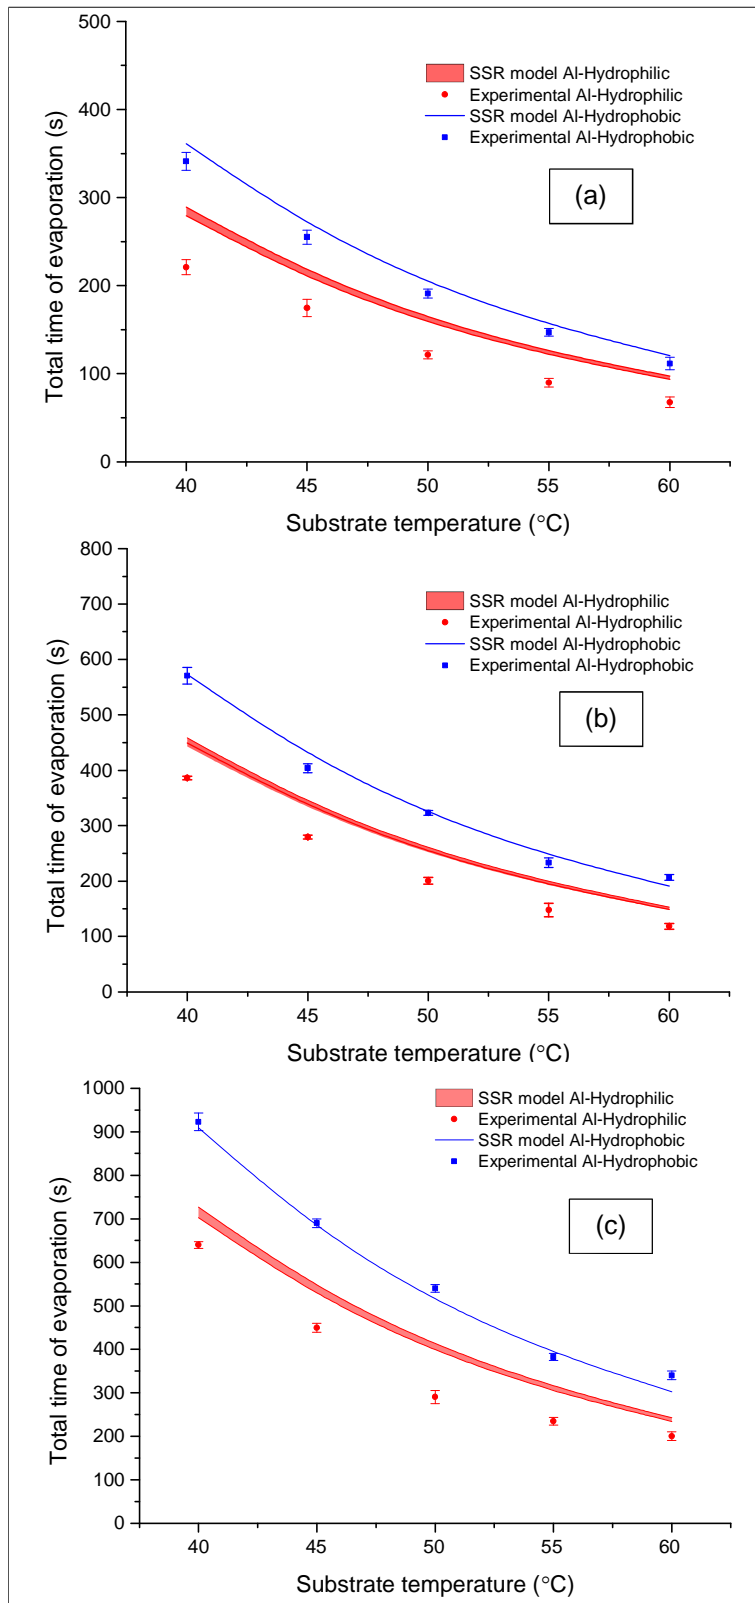 500
400
300
200
100
0
Total time of evaporation (s)
SSR model Al-Hydrophilic
Experimental Al-Hydrophilic
SSR model Al-Hydrophobic
Experimental Al-Hydrophobic
(a)
40 45 50 55 60
Substrate temperature (°C)
800
700
600
500
400
300
200
100
0
Total time of evaporation (s)
SSR model Al-Hydrophilic
Experimental Al-Hydrophilic
SSR model Al-Hydrophobic
Experimental Al-Hydrophobic
(b)
40 45 50 55 60
Substrate temperature (°C)
1000
900
800
700
600
500
400
300
200
100
0
Total time of evaporation (s)
SSR model Al-Hydrophilic
Experimental Al-Hydrophilic
SSR model Al-Hydrophobic
Experimental Al-Hydrophobic
(c)
40 45 50 55 60
Substrate temperature (°C)